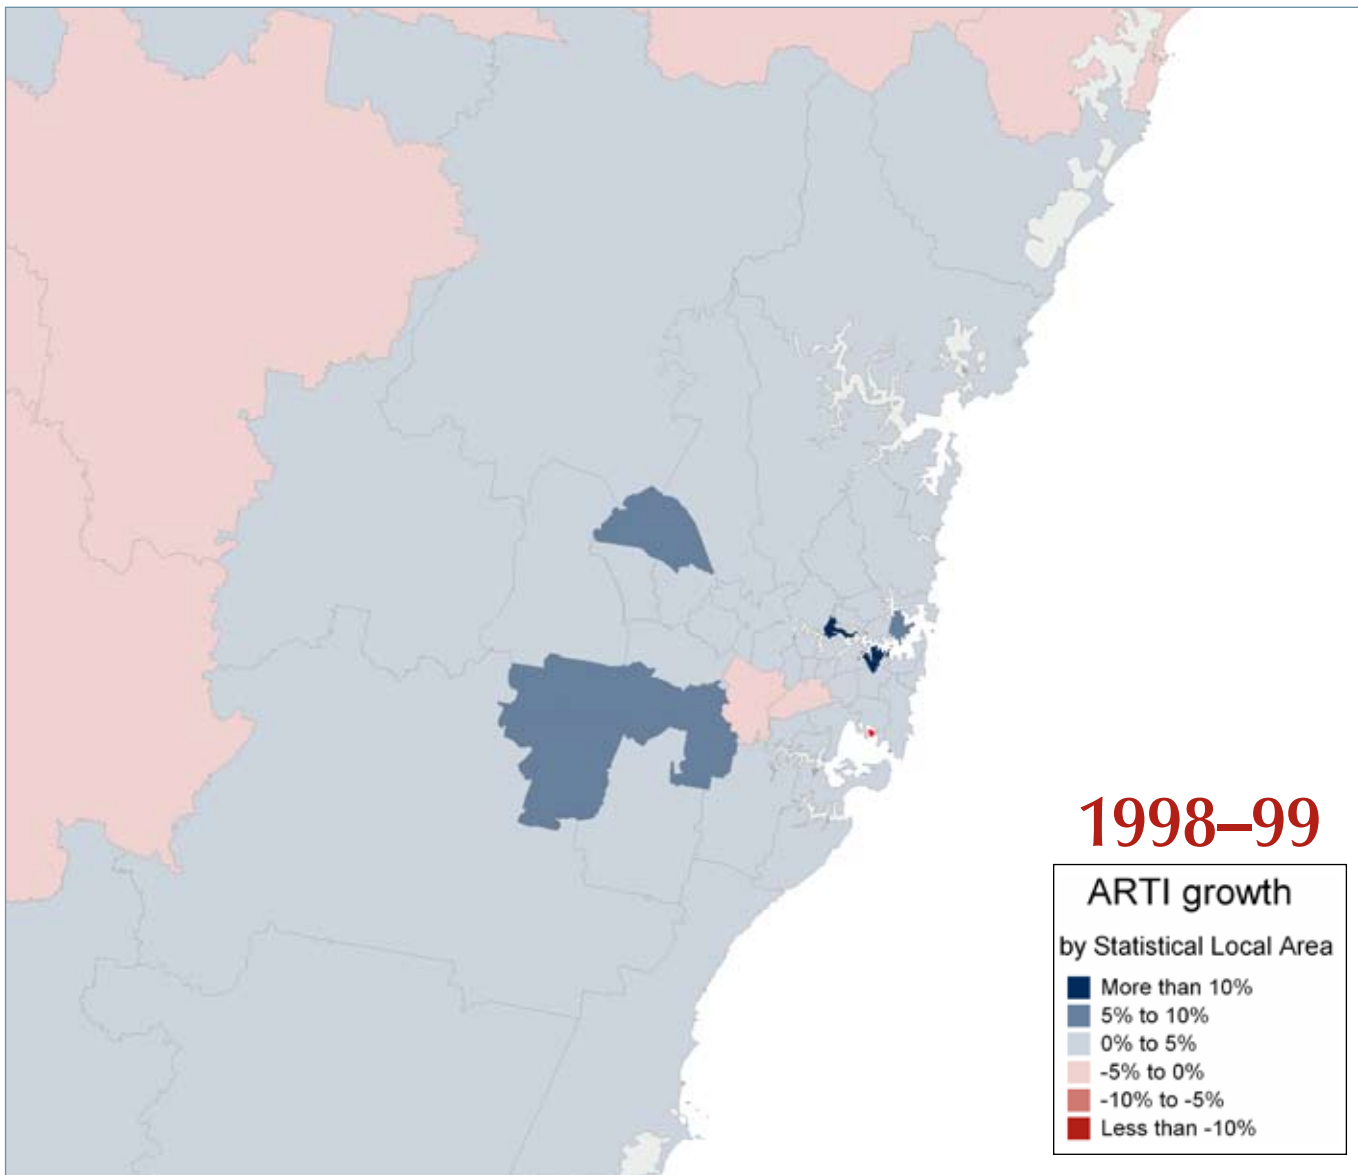 1998–99
ARTI growth
by Statistical Local Area
More than 10%
5% to 10%
0% to 5%
-5% to 0%
-10% to -5%
Less than -10%